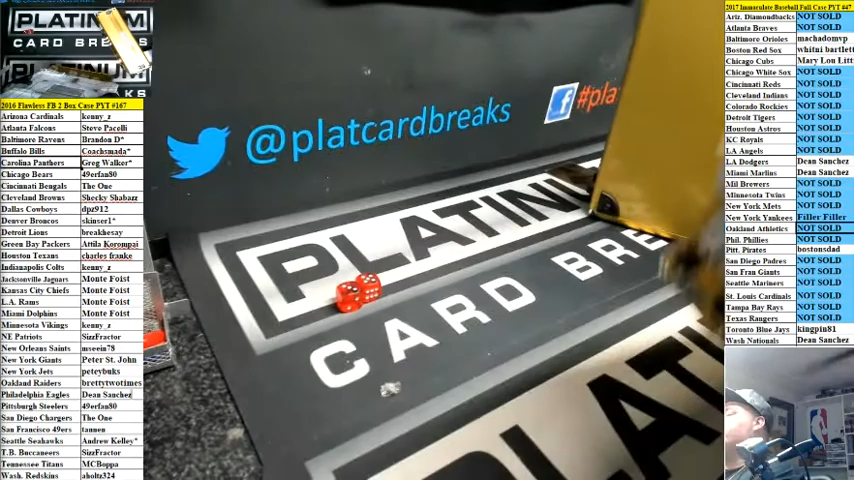 PLATINUM
CARD BREAKS
2016 Flawless FB 2 Box Case PYT #167
Arizona Cardinals kenny_z
Atlanta Falcons Steve Pacelli
Baltimore Ravens Brandon D*
Buffalo Bills Coachsmada*
Carolina Panthers Greg Walker*
Chicago Bears 49erfan80
Cincinnati Bengals The One
Cleveland Browns Shecky Shabazz
Dallas Cowboys dpz912
Denver Broncos skinser1*
Detroit Lions breakhesay
Green Bay Packers Attila Korompai
Houston Texans charles franke
Indianapolis Colts kenny_z
Jacksonville Jaguars Monte Foist
Kansas City Chiefs Monte Foist
L.A. Rams Monte Foist
Miami Dolphins Monte Foist
Minnesota Vikings kenny_z
NE Patriots SizzFractor
New Orleans Saints mseein78
New York Giants Peter St. John
New York Jets peteybuks
Oakland Raiders brettytwotimes
Philadelphia Eagles Dean Sanchez
Pittsburgh Steelers 49erfan80
San Diego Chargers The One
San Francisco 49ers tannen
Seattle Seahawks Andrew Kelley*
T.B. Buccaneers SizzFractor
Tennessee Titans MCBoppa
Wash. Redskins aholtz324
@platcardbreaks
f #pla
PLATINU
CARD BRE
PLATI
2017 Immaculate Baseball Full Case PYT #47
Ariz. Diamondbacks NOT SOLD
Atlanta Braves NOT SOLD
Baltimore Orioles machadomvp
Boston Red Sox whitni bartlett
Chicago Cubs Mary Lou Litt
Chicago White Sox NOT SOLD
Cincinnati Reds NOT SOLD
Cleveland Indians NOT SOLD
Colorado Rockies NOT SOLD
Detroit Tigers NOT SOLD
Houston Astros NOT SOLD
KC Royals NOT SOLD
LA Angels NOT SOLD
LA Dodgers Dean Sanchez
Miami Marlins Dean Sanchez
Mil Brewers NOT SOLD
Minnesota Twins NOT SOLD
New York Mets NOT SOLD
New York Yankees Filler Filler
Oakland Athletics NOT SOLD
Phil. Phillies NOT SOLD
Pitt. Pirates bostonsdad
San Diego Padres NOT SOLD
San Fran Giants NOT SOLD
Seattle Mariners NOT SOLD
St. Louis Cardinals NOT SOLD
Tampa Bay Rays NOT SOLD
Texas Rangers NOT SOLD
Toronto Blue Jays kingpin81
Wash Nationals Dean Sanchez